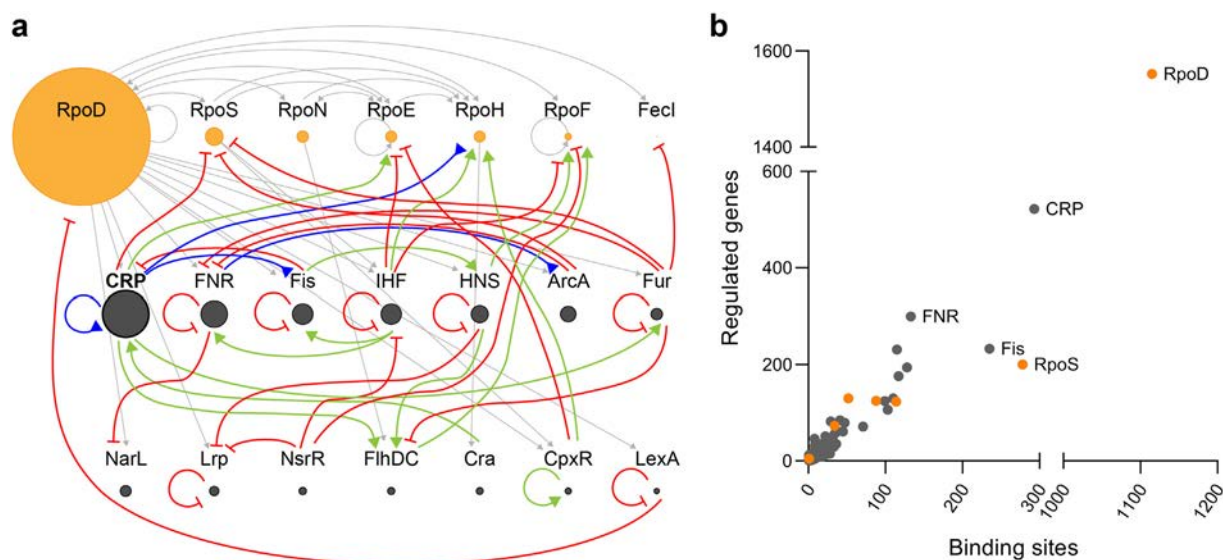 a
RpoD RpoS RpoN RpoE RpoH RpoF FecI
CRP FNR Fis IHF HNS ArcA Fur
NarL Lrp NsrR FlhDC Cra CpxR LexA
b
1600
RpoD
1400
600
CRP
400
FNR
Fis
200
RpoS
0
0 100 200 300 1000 1100 1200
Regulated genes
Binding sites